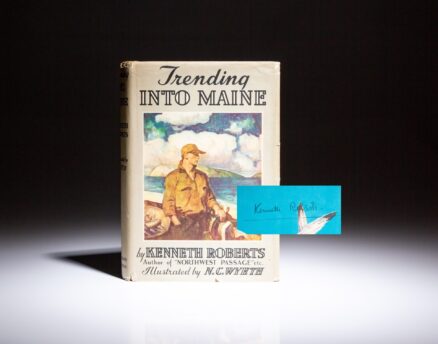 Trending
INTO MAINE
by KENNETH ROBERTS
Author of "NORTHWEST PASSAGE" etc.
Illustrated by N.C. WYETH
Kenneth Roberts